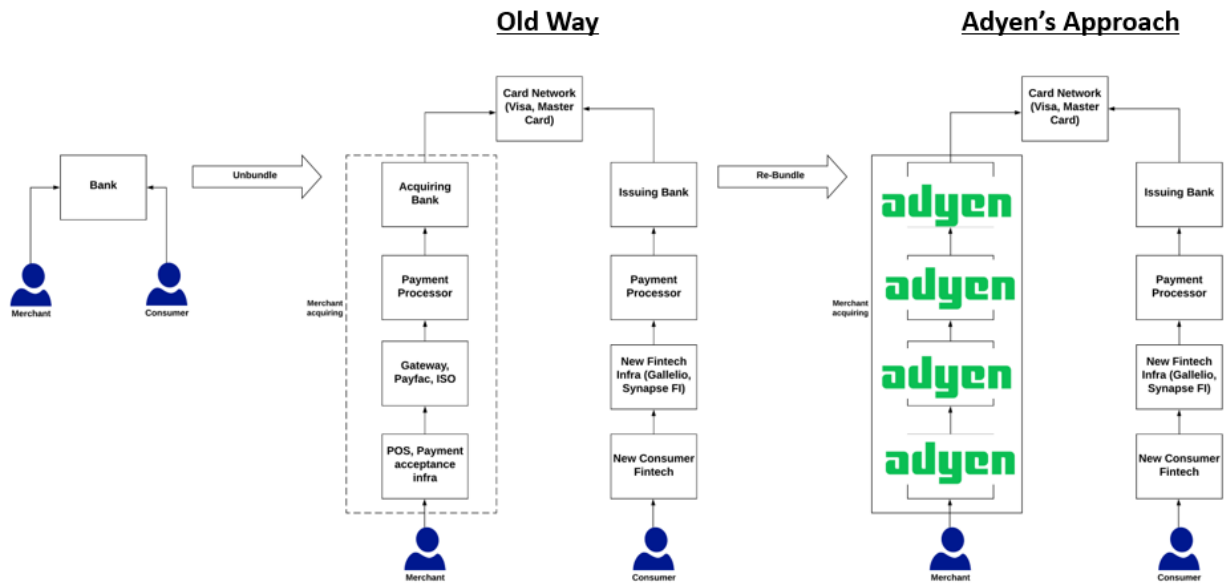 Old Way
Adyen's Approach
Bank
Merchant
Consumer
Unbundle
Card Network
(Visa, Master
Card)
Merchant
acquiring
Acquiring
Bank
Payment
Processor
Gateway,
Payfac, ISO
POS, Payment
acceptance
infra
Merchant
Issuing Bank
Payment
Processor
New Fintech
Infra (Gallelio,
Synapse FI)
New Consumer
Fintech
Consumer
Re-Bundle
Card Network
(Visa, Master
Card)
Merchant
acquiring
adyen
adyen
adyen
adyen
Merchant
Issuing Bank
Payment
Processor
New Fintech
Infra (Gallelio,
Synapse FI)
New Consumer
Fintech
Consumer